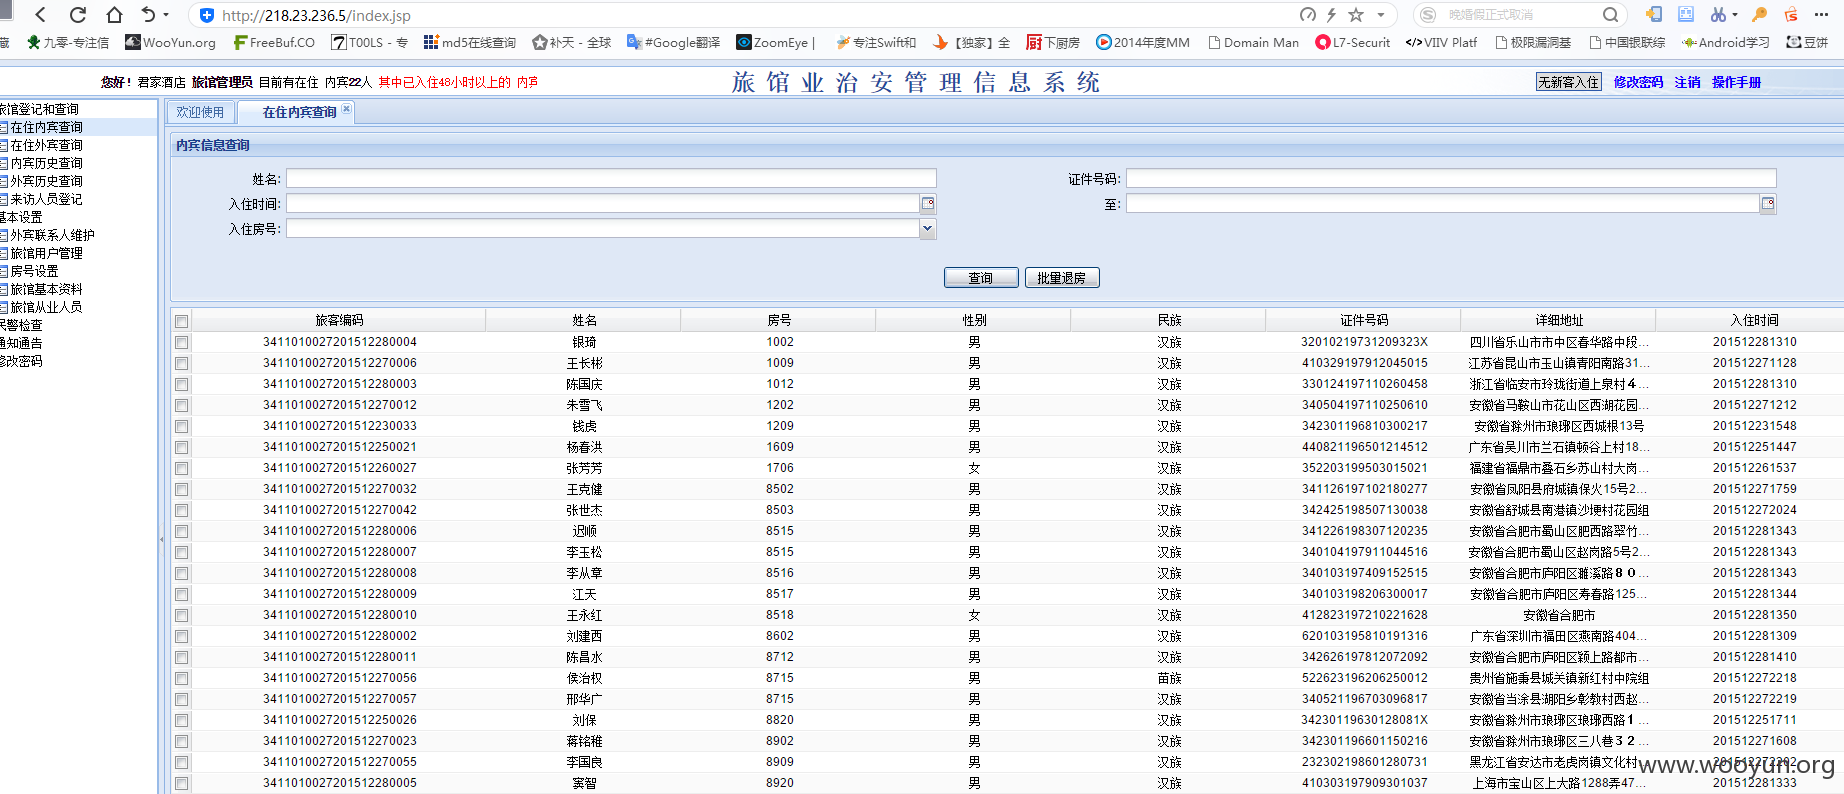 http://218.23.236.5/index.jsp
晚婚假正式取消
藏 九零-专注信 WooYun.org FreeBuf.CO T00LS - 专 md5在线查询 补天 - 全球 #Google翻译 ZoomEye | 专注Swift和 【独家】全 下厨房 2014年度MM Domain Man L7-Securit VIIV Platf 极限漏洞基 中国银联综 Android学习 豆饼
您好！君家酒店 旅馆管理员 目前有在住 内宾22人 其中已入住48小时以上的 内宾
旅馆业治安管理信息系统
无新客入住 修改密码 注销 操作手册
旅馆登记和查询
在住内宾查询
在住外宾查询
内宾历史查询
外宾历史查询
来访人员登记
基本设置
外宾联系人维护
旅馆用户管理
房号设置
旅馆基本资料
旅馆从业人员
民警检查
通知通告
修改密码
欢迎使用 在住内宾查询
内宾信息查询
姓名: 证件号码:
入住时间: 至:
入住房号:
查询 批量退房
旅客编码 姓名 房号 性别 民族 证件号码 详细地址 入住时间
3411010027201512280004 银琦 1002 男 汉族 32010219731209323X 四川省乐山市市中区春华路中段... 201512281310
3411010027201512270006 王长彬 1009 男 汉族 410329197912045015 江苏省昆山市玉山镇青阳南路31... 201512271128
3411010027201512280003 陈国庆 1012 男 汉族 330124197110260458 浙江省临安市玲珑街道上泉村４... 201512281310
3411010027201512270012 朱雪飞 1202 男 汉族 340504197110250610 安徽省马鞍山市花山区西湖花园... 201512271212
3411010027201512230033 钱虎 1209 男 汉族 342301196810300217 安徽省滁州市琅琊区西城根13号 201512231548
3411010027201512250021 杨春洪 1609 男 汉族 440821196501214512 广东省吴川市兰石镇顿谷上村18... 201512251447
3411010027201512260027 张芳芳 1706 女 汉族 352203199503015021 福建省福鼎市叠石乡苏山村大岗... 201512261537
3411010027201512270032 王克健 8502 男 汉族 341126197102180277 安徽省凤阳县府城镇保火15号2... 201512271759
3411010027201512270042 张世杰 8503 男 汉族 342425198507130038 安徽省舒城县南港镇沙埂村花园组 201512272024
3411010027201512280006 迟顺 8515 男 汉族 341226198307120235 安徽省合肥市蜀山区肥西路翠竹... 201512281343
3411010027201512280007 李玉松 8515 男 汉族 340104197911044516 安徽省合肥市蜀山区赵岗路5号2... 201512281343
3411010027201512280008 李从章 8516 男 汉族 340103197409152515 安徽省合肥市庐阳区濉溪路８０... 201512281343
3411010027201512280009 江天 8517 男 汉族 340103198206300017 安徽省合肥市庐阳区寿春路125... 201512281344
3411010027201512280010 王永红 8518 女 汉族 412823197210221628 安徽省合肥市 201512281350
3411010027201512280002 刘建西 8602 男 汉族 620103195810191316 广东省深圳市福田区燕南路404... 201512281309
3411010027201512280011 陈昌水 8712 男 汉族 342626197812072092 安徽省合肥市庐阳区颖上路都市... 201512281410
3411010027201512270056 侯治权 8715 男 苗族 522623196206250012 贵州省施秉县城关镇新红村中院组 201512272218
3411010027201512270057 邢华广 8715 男 汉族 340521196703096817 安徽省当涂县湖阳乡彰教村西赵... 201512272219
3411010027201512250026 刘保 8820 男 汉族 34230119630128081X 安徽省滁州市琅琊区琅琊西路１... 201512251711
3411010027201512270023 蒋铭稚 8902 男 汉族 342301196601150216 安徽省滁州市琅琊区三八巷３２... 201512271608
3411010027201512270055 李国良 8909 男 汉族 232302198601280731 黑龙江省安达市老虎岗镇文化村... 201512272202
3411010027201512280005 窦智 8920 男 汉族 410303197909301037 上海市宝山区上大路1288弄47... 201512281333
www.wooyun.org